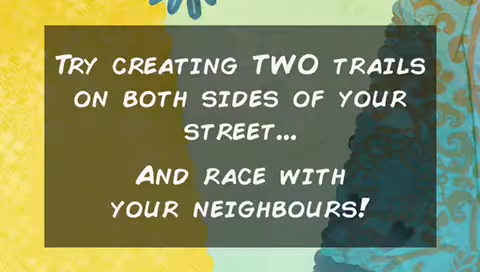 Try creating TWO trails
on both sides of your
street...
And race with
your neighbours!